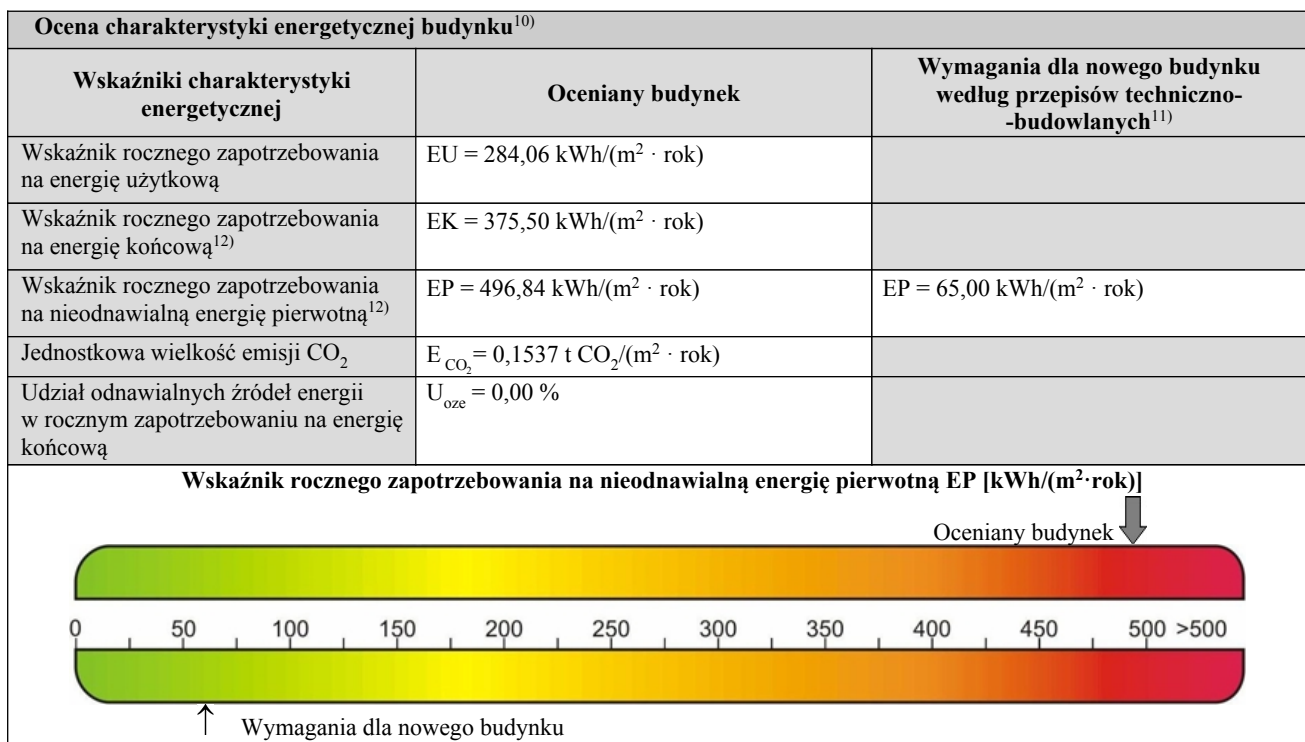 Ocena charakterystyki energetycznej budynku10)
Wskaźniki charakterystyki
energetycznej
Oceniany budynek
Wymagania dla nowego budynku
według przepisów techniczno-
-budowlanych11)
Wskaźnik rocznego zapotrzebowania
na energię użytkową
EU = 284,06 kWh/(m2 · rok)
Wskaźnik rocznego zapotrzebowania
na energię końcową12)
EK = 375,50 kWh/(m2 · rok)
Wskaźnik rocznego zapotrzebowania
na nieodnawialną energię pierwotną12)
EP = 496,84 kWh/(m2 · rok)
EP = 65,00 kWh/(m2 · rok)
Jednostkowa wielkość emisji CO2
E CO2= 0,1537 t CO2/(m2 · rok)
Udział odnawialnych źródeł energii
w rocznym zapotrzebowaniu na energię
końcową
Uoze = 0,00 %
Wskaźnik rocznego zapotrzebowania na nieodnawialną energię pierwotną EP [kWh/(m2·rok)]
Oceniany budynek
0 50 100 150 200 250 300 350 400 450 500 >500
Wymagania dla nowego budynku